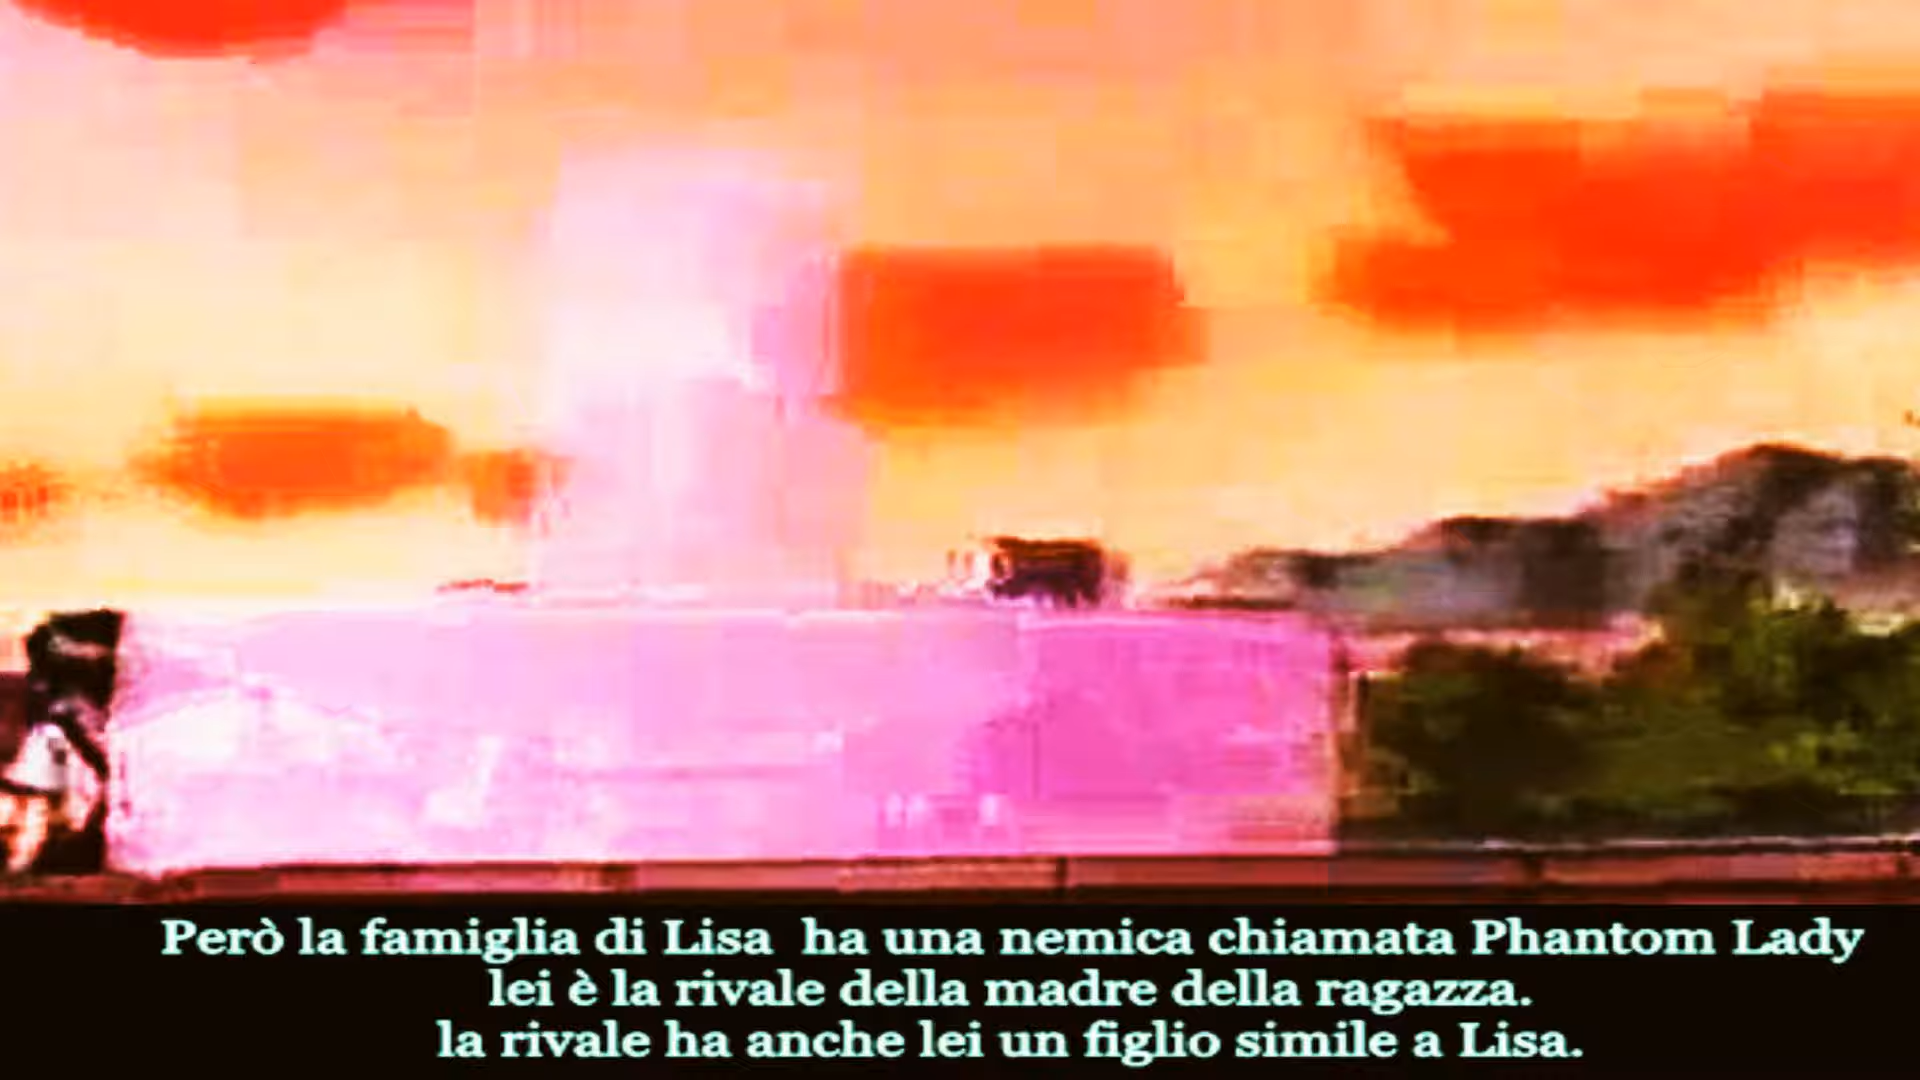 Però la famiglia di Lisa  ha una nemica chiamata Phantom Lady
lei è la rivale della madre della ragazza.
la rivale ha anche lei un figlio simile a Lisa.